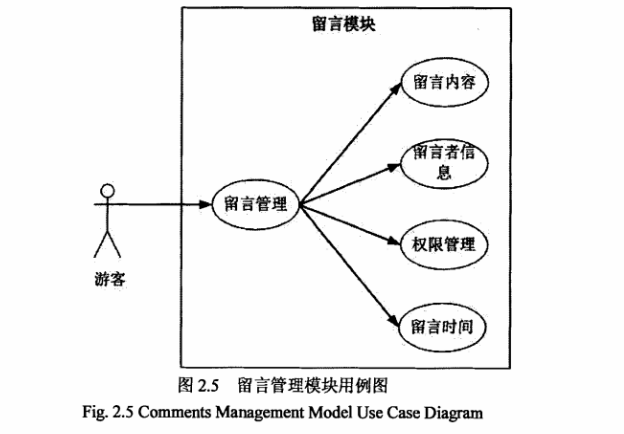 留言模块
留言内容
留言者信
息
留言管理
权限管理
游客
留言时间
图 2.5 留言管理模块用例图
Fig. 2.5 Comments Management Model Use Case Diagram